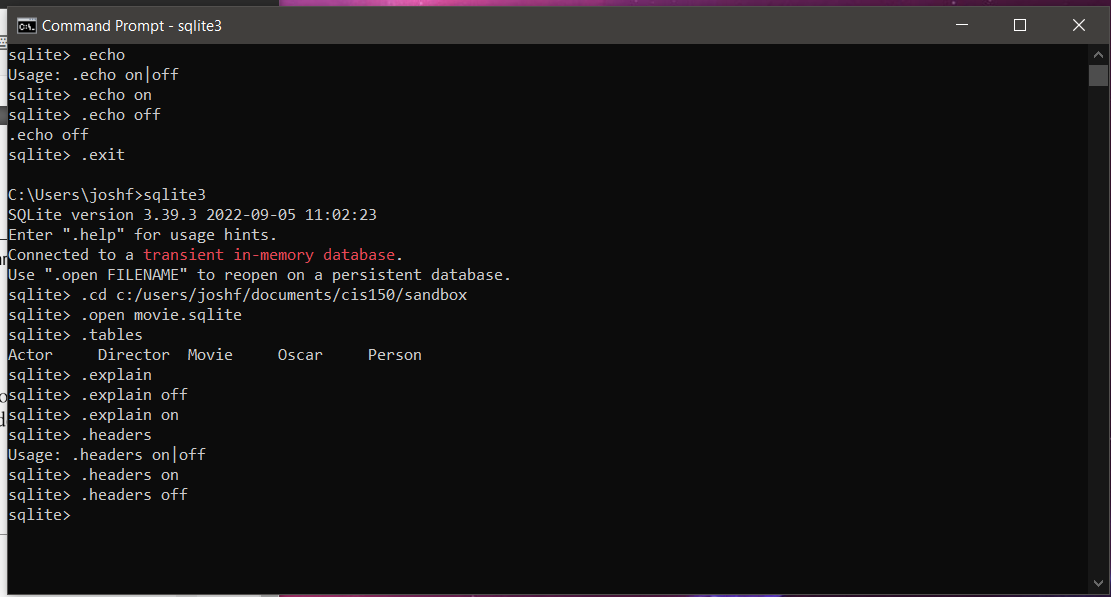 Command Prompt - sqlite3
sqlite> .echo
Usage: .echo on|off
sqlite> .echo on
sqlite> .echo off
.echo off
sqlite> .exit
C:\Users\joshf>sqlite3
SQLite version 3.39.3 2022-09-05 11:02:23
Enter ".help" for usage hints.
Connected to a transient in-memory database.
Use ".open FILENAME" to reopen on a persistent database.
sqlite> .cd c:/users/joshf/documents/cis150/sandbox
sqlite> .open movie.sqlite
sqlite> .tables
Actor     Director  Movie     Oscar     Person
sqlite> .explain
sqlite> .explain off
sqlite> .explain on
sqlite> .headers
Usage: .headers on|off
sqlite> .headers on
sqlite> .headers off
sqlite>